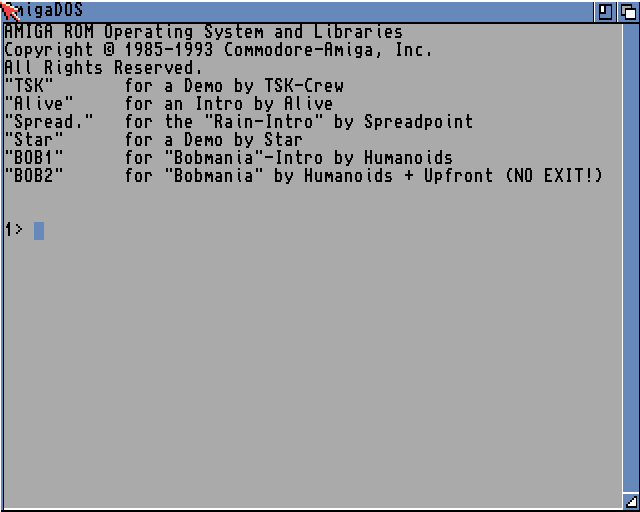 AmigaDOS
AMIGA ROM Operating System and Libraries
Copyright © 1985-1993 Commodore-Amiga, Inc.
All Rights Reserved.
"TSK" for a Demo by TSK-Crew
"Alive" for an Intro by Alive
"Spread." for the "Rain-Intro" by Spreadpoint
"Star" for a Demo by Star
"BOB1" for "Bobmania"-Intro by Humanoids
"BOB2" for "Bobmania" by Humanoids + Upfront (NO EXIT!)
1>